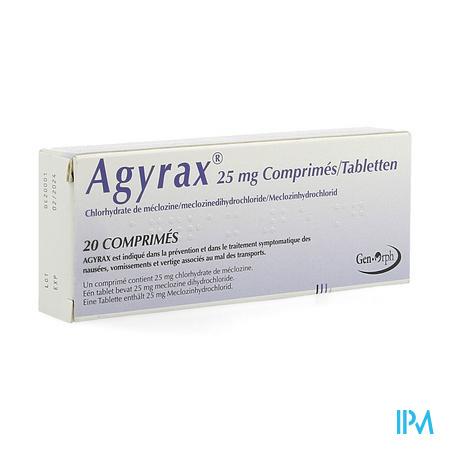 Agyrax® 25 mg Comprimés/Tabletten
Chlorhydrate de méclozine/meclozinedihydrochloride/Meclozinhydrochlorid
20 COMPRIMÉS
AGYRAX est indiqué dans la prévention et dans le traitement symptomatique des
nausées, vomissements et vertige associés au mal des transports.
Un comprimé contient 25 mg chlorhydrate de méclozine.
Eén tablet bevat 25 mg meclozine dihydrochloride.
Eine Tablette enthält 25 mg Meclozinhydrochlorid.
Gen Orph
LOT
EXP
02/2024
IPM